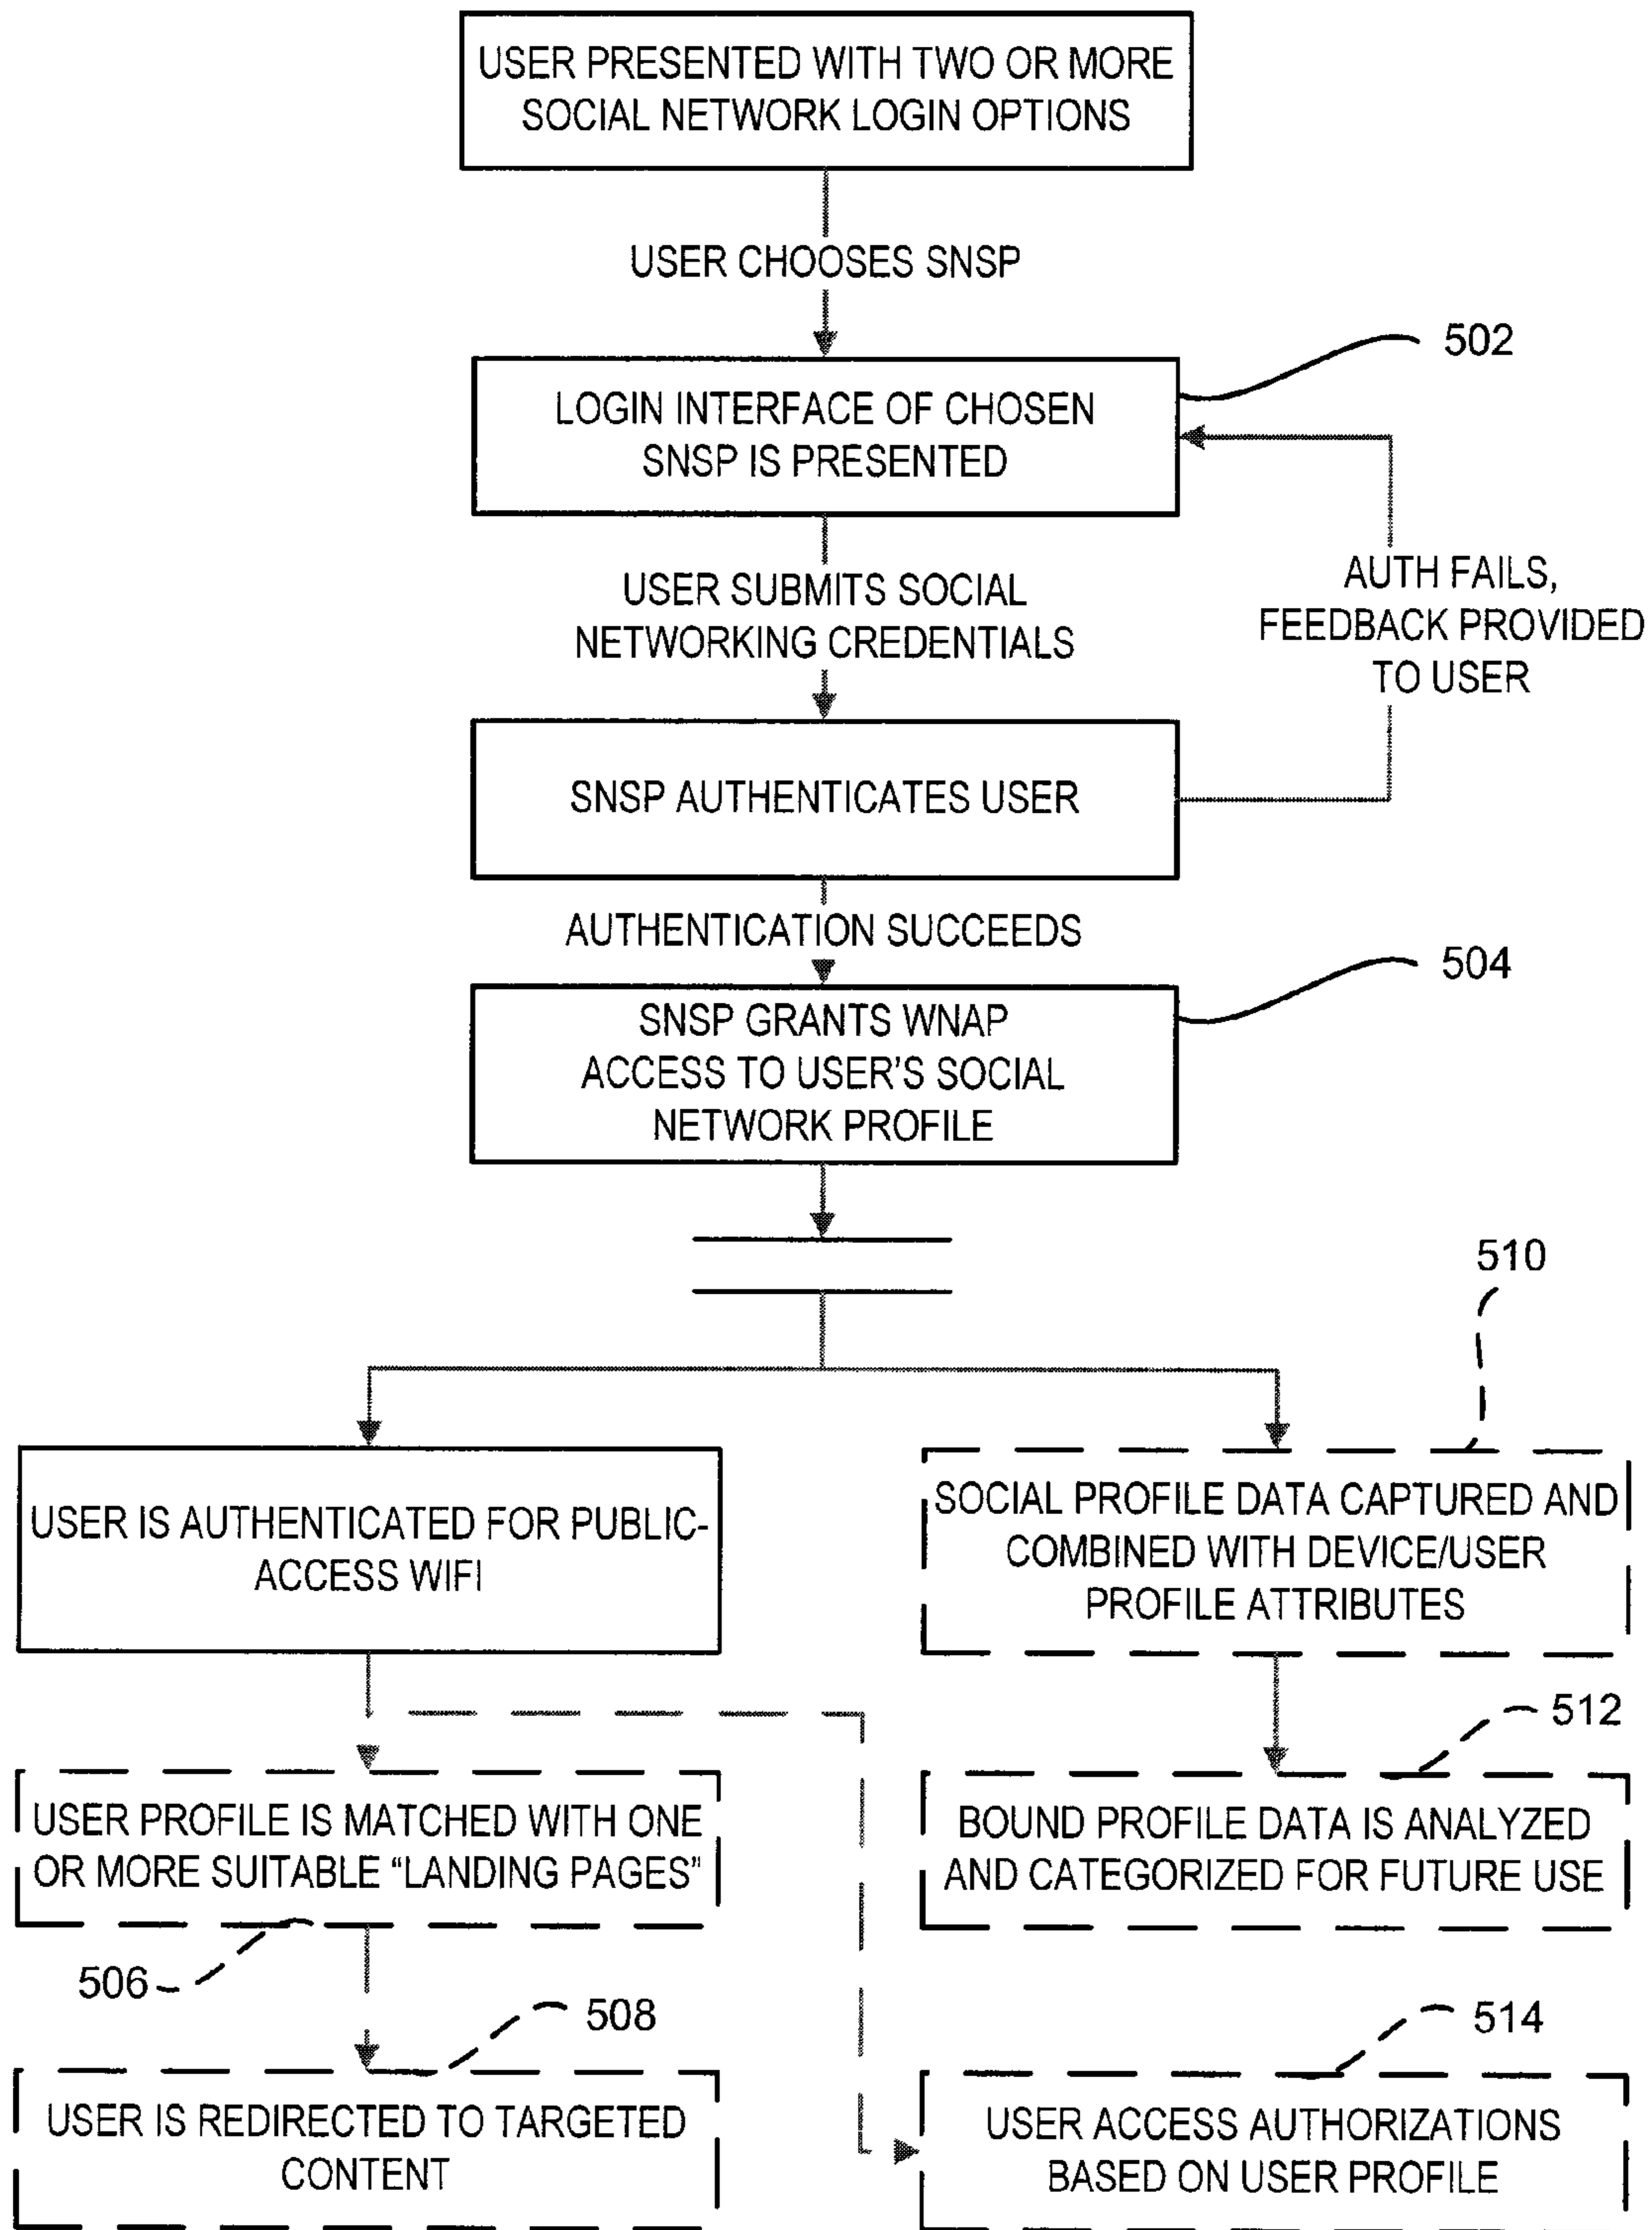 USER PRESENTED WITH TWO OR MORE
SOCIAL NETWORK LOGIN OPTIONS
USER CHOOSES SNSP
502
LOGIN INTERFACE OF CHOSEN
SNSP IS PRESENTED
USER SUBMITS SOCIAL
NETWORKING CREDENTIALS
AUTH FAILS,
FEEDBACK PROVIDED
TO USER
SNSP AUTHENTICATES USER
AUTHENTICATION SUCCEEDS
504
SNSP GRANTS WNAP
ACCESS TO USER'S SOCIAL
NETWORK PROFILE
510
USER IS AUTHENTICATED FOR PUBLIC-
ACCESS WIFI
SOCIAL PROFILE DATA CAPTURED AND
COMBINED WITH DEVICE/USER
PROFILE ATTRIBUTES
512
USER PROFILE IS MATCHED WITH ONE
OR MORE SUITABLE “LANDING PAGES”
BOUND PROFILE DATA IS ANALYZED
AND CATEGORIZED FOR FUTURE USE
506
508
514
USER IS REDIRECTED TO TARGETED
CONTENT
USER ACCESS AUTHORIZATIONS
BASED ON USER PROFILE